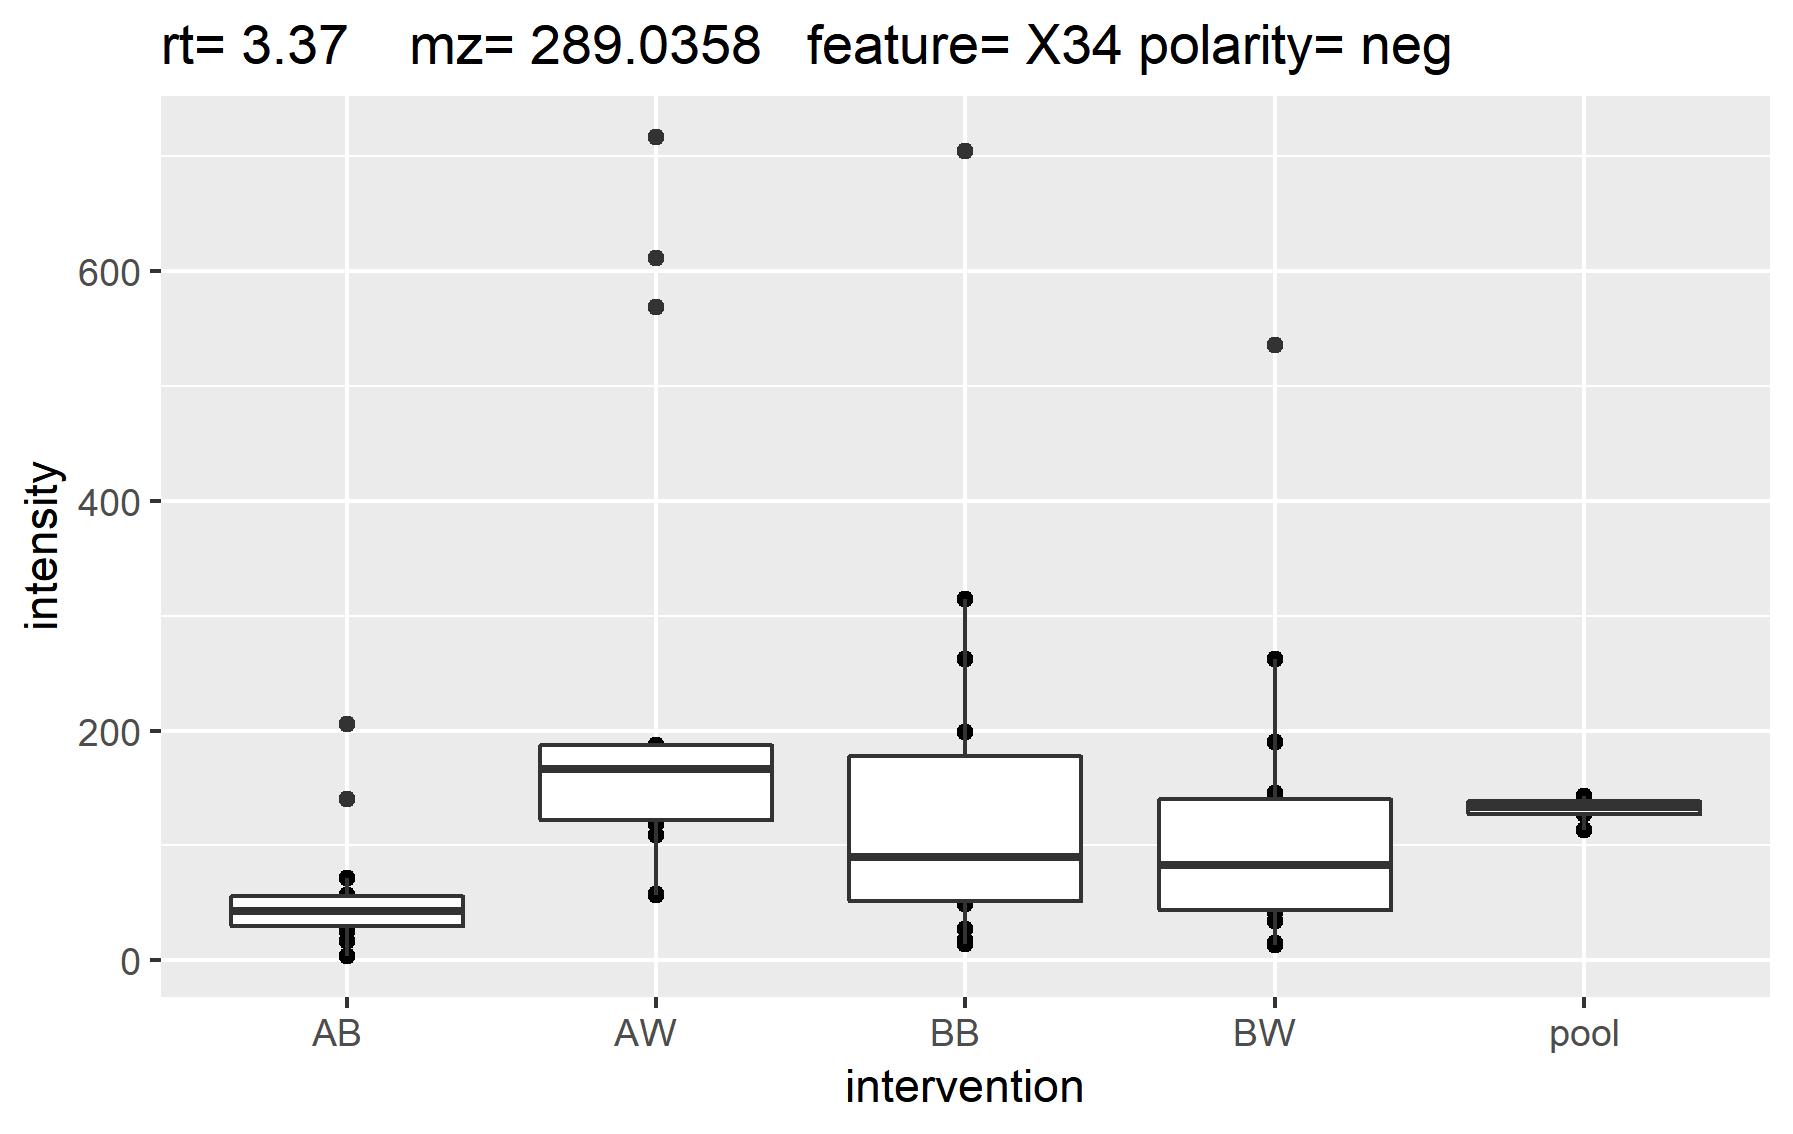 rt= 3.37    mz= 289.0358   feature= X34 polarity= neg
600
400
200
0
intensity
AB AW BB BW pool
intervention